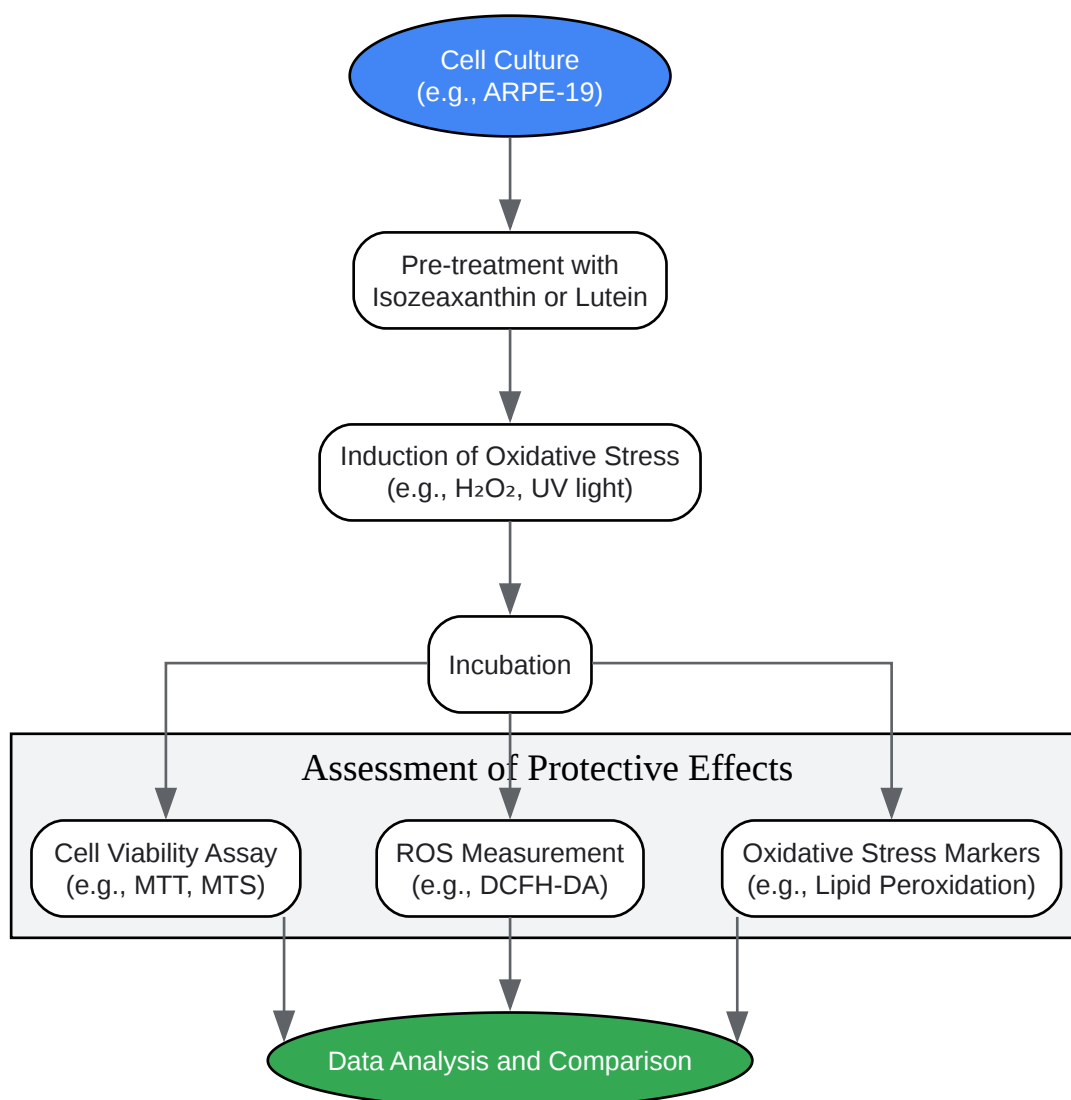 Cell Culture
(e.g., ARPE-19)
Pre-treatment with
Isozeaxanthin or Lutein
Induction of Oxidative Stress
(e.g., H₂O₂, UV light)
Incubation
Assessment of Protective Effects
Cell Viability Assay
(e.g., MTT, MTS)
ROS Measurement
(e.g., DCFH-DA)
Oxidative Stress Markers
(e.g., Lipid Peroxidation)
Data Analysis and Comparison